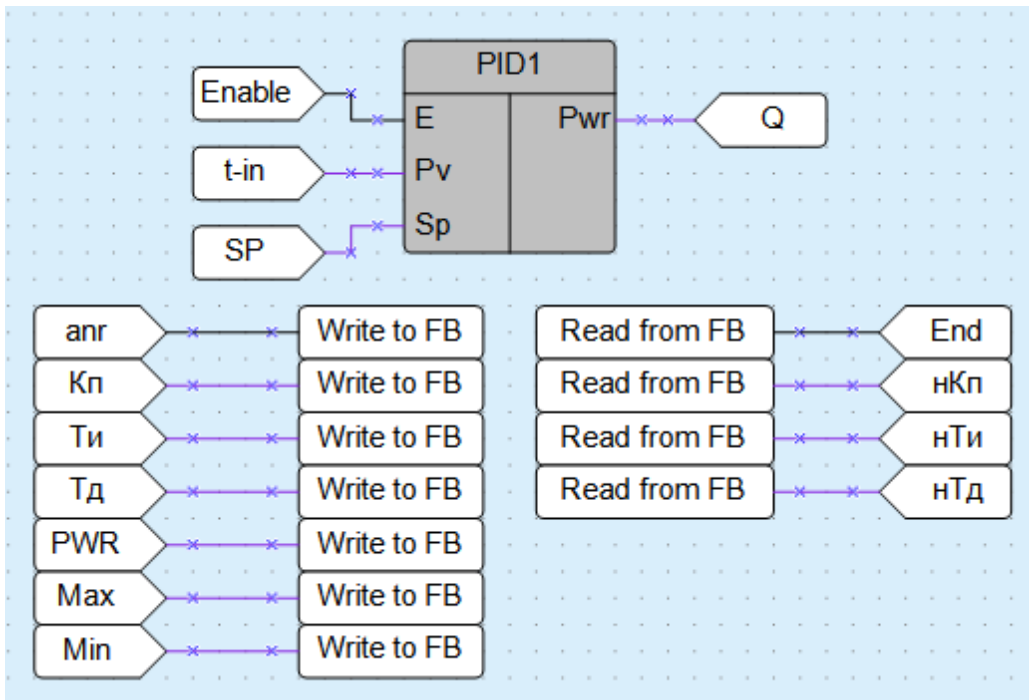 PID1
Enable
E
Pwr
Q
t-in
Pv
SP
Sp
anr
Write to FB
Read from FB
End
Кп
Write to FB
Read from FB
нКп
Ти
Write to FB
Read from FB
нТи
Тд
Write to FB
Read from FB
нТд
PWR
Write to FB
Max
Write to FB
Min
Write to FB